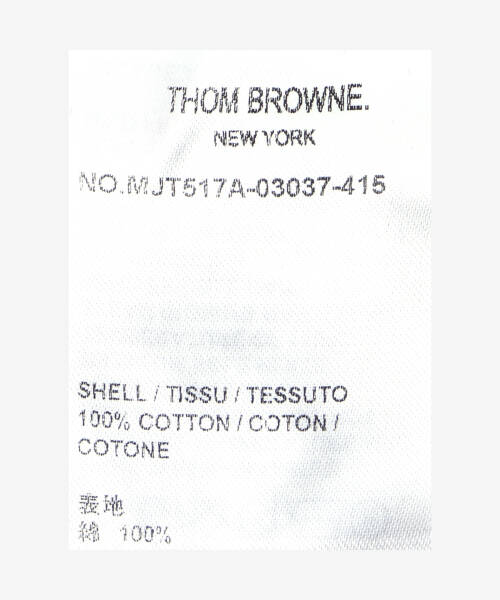 THOM BROWNE.
NEW YORK
NO.MJT517A-03037-415
SHELL / TISSU / TESSUTO
100% COTTON / COTON /
COTONE
表地
綿 100%